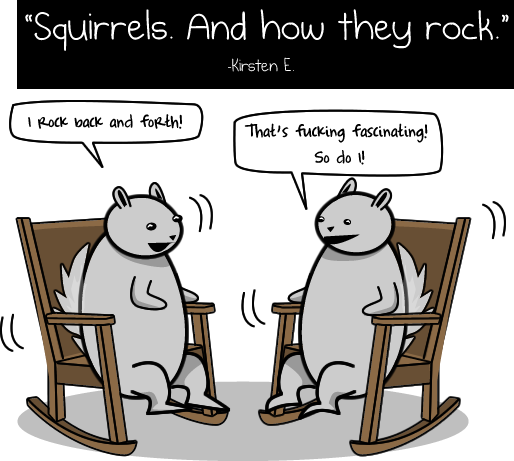 “Squirrels. And how they rock.”
-Kirsten E.
I Rock back and forth!
That's fucking fascinating!
So do I!